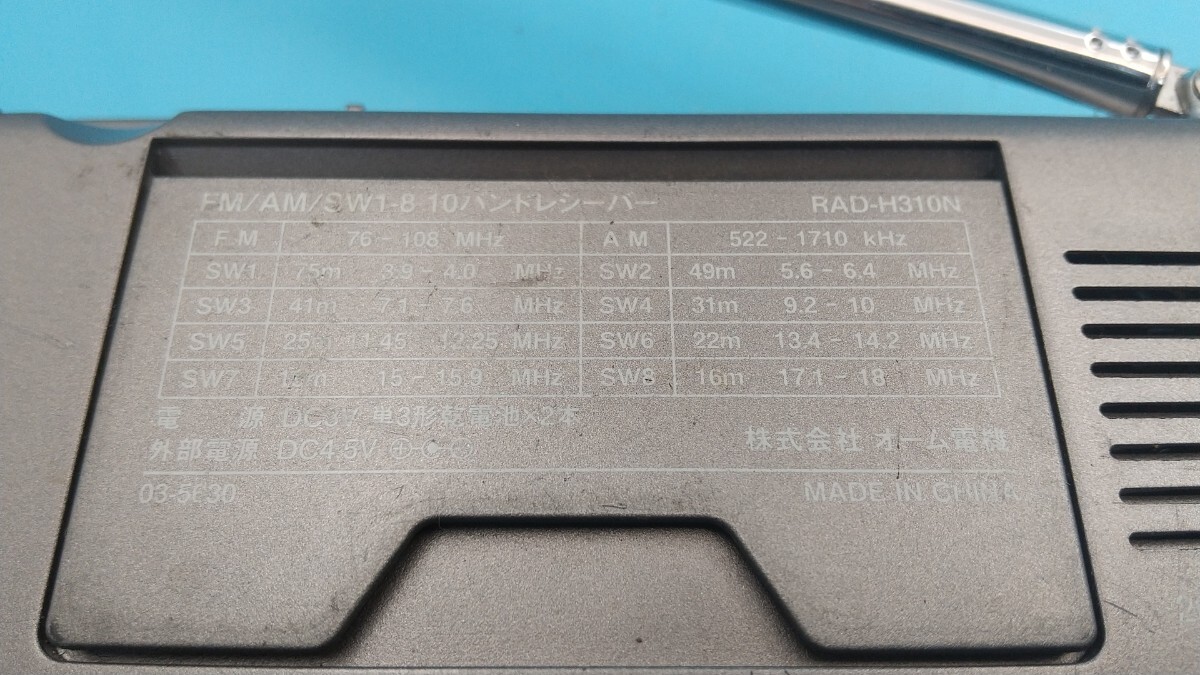 FM/AM/SW1-8 10バンドレシーバー RAD-H310N
FM 76-108 MHz AM 522-1710 kHz
SW1 75m 3.9-4.0 MHz SW2 49m 5.6-6.4 MHz
SW3 41m 7.1-7.6 MHz SW4 31m 9.2-10 MHz
SW5 12.25 MHz SW6 22m 13.4-14.2 MHz
SW7 15-15.9 MHz SW8 16m 17.1-18 MHz
電源 単3形乾電池×2本
外部電源 DC4.5V
株式会社 オーム電機
MADE IN CHINA